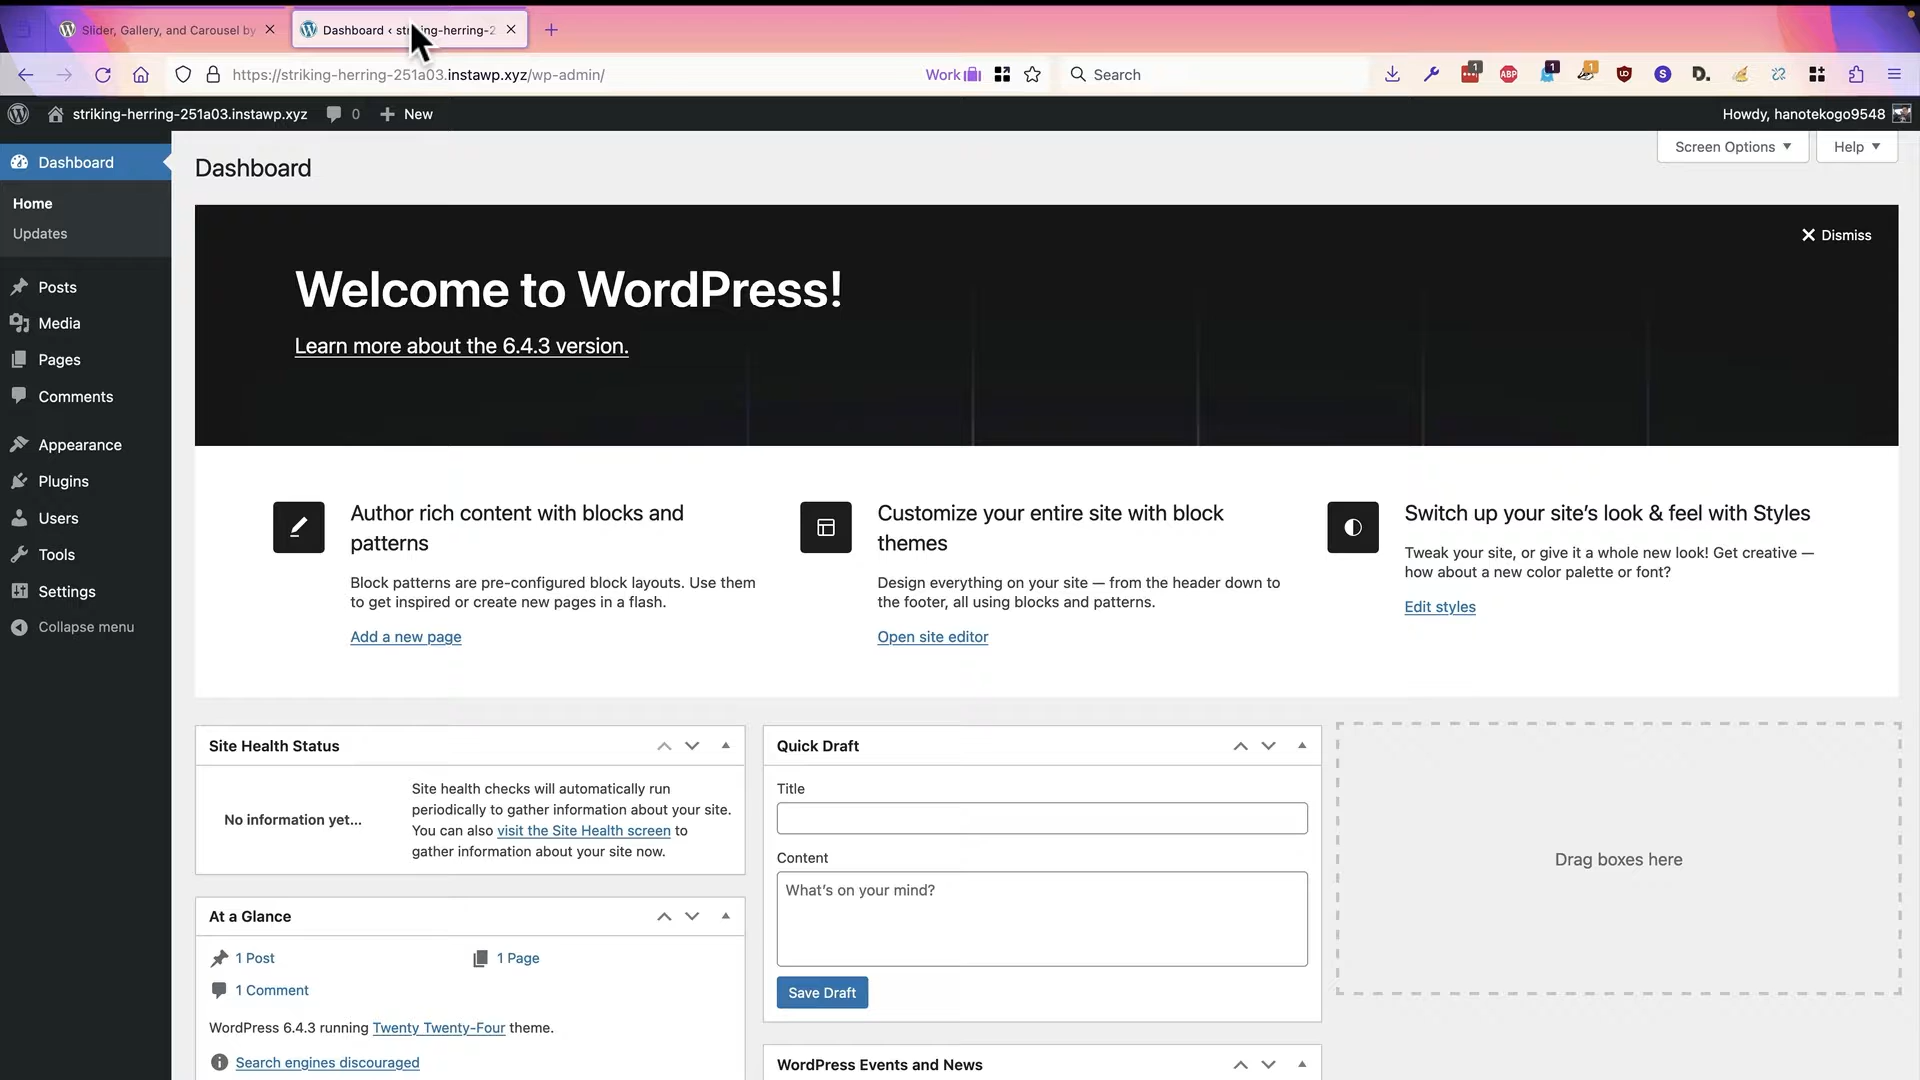 Slider, Gallery, and Carousel by
Dashboard ‹ st
ng-herring-2
https://striking-herring-251a03.instawp.xyz/wp-admin/
Work
Search
1
ABP
1
1
S
D.
striking-herring-251a03.instawp.xyz
0
New
Howdy, hanotekogo9548
Dashboard
Home
Updates
Posts
Media
Pages
Comments
Appearance
Plugins
Users
Tools
Settings
Collapse menu
Dashboard
Screen Options
Help
Dismiss
Welcome to WordPress!
Learn more about the 6.4.3 version.
Author rich content with blocks and
patterns
Block patterns are pre-configured block layouts. Use them
to get inspired or create new pages in a flash.
Add a new page
Customize your entire site with block
themes
Design everything on your site — from the header down to
the footer, all using blocks and patterns.
Open site editor
Switch up your site’s look & feel with Styles
Tweak your site, or give it a whole new look! Get creative —
how about a new color palette or font?
Edit styles
Site Health Status
No information yet...
Site health checks will automatically run
periodically to gather information about your site.
You can also visit the Site Health screen to
gather information about your site now.
At a Glance
1 Post
1 Page
1 Comment
WordPress 6.4.3 running Twenty Twenty-Four theme.
Search engines discouraged
Quick Draft
Title
Content
What’s on your mind?
Save Draft
WordPress Events and News
Drag boxes here